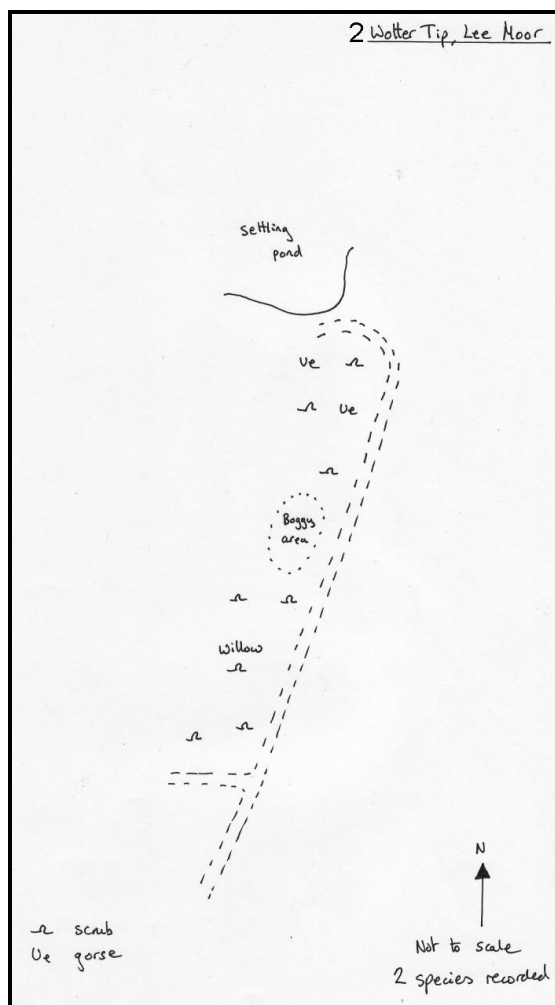 2 Wotter Tip, Lee Moor
settling
pond
Ue
Ue
Boggy
area
Willow
N
scrub
Ue gorse
Not to scale
2 species recorded